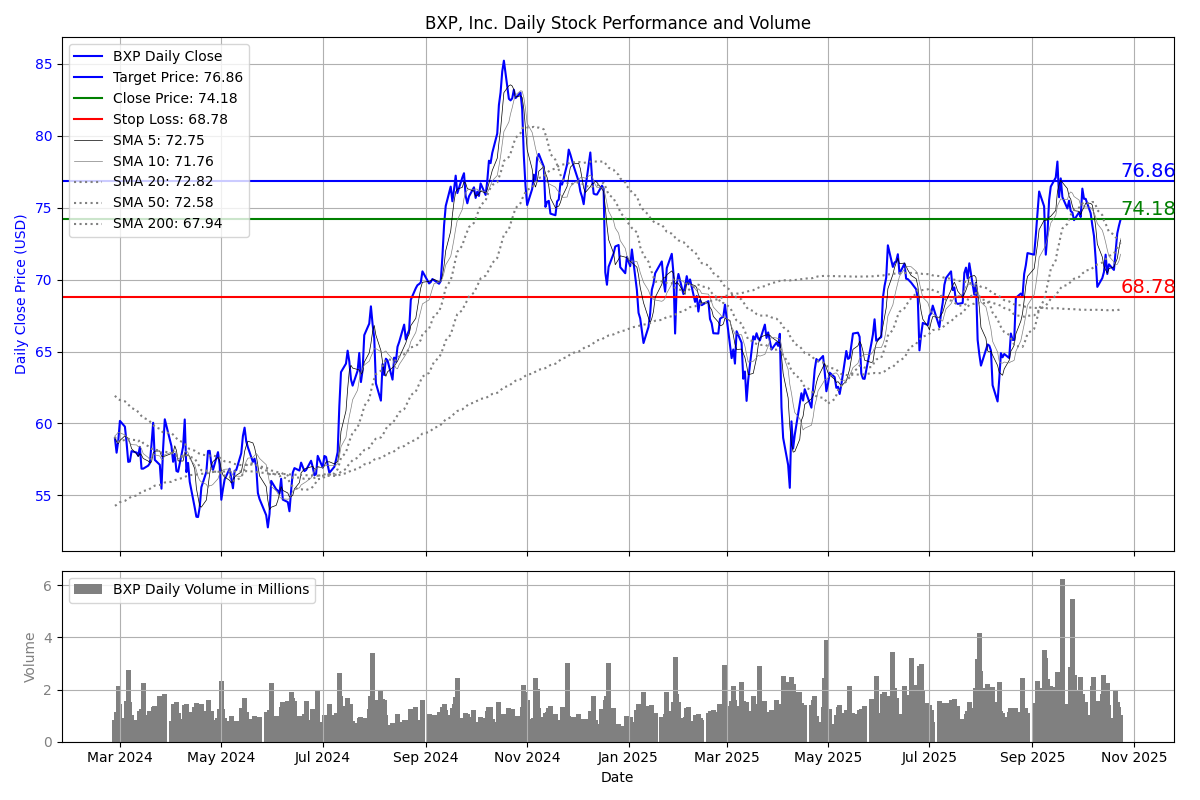 BXP, Inc. Daily Stock Performance and Volume
BXP Daily Close
Target Price: 76.86
Close Price: 74.18
Stop Loss: 68.78
SMA 5: 72.75
SMA 10: 71.76
SMA 20: 72.82
SMA 50: 72.58
SMA 200: 67.94
85
80
75
70
65
60
55
Daily Close Price (USD)
76.86
74.18
68.78
BXP Daily Volume in Millions
6
4
2
0
Volume
Mar 2024 May 2024 Jul 2024 Sep 2024 Nov 2024 Jan 2025 Mar 2025 May 2025 Jul 2025 Sep 2025 Nov 2025
Date